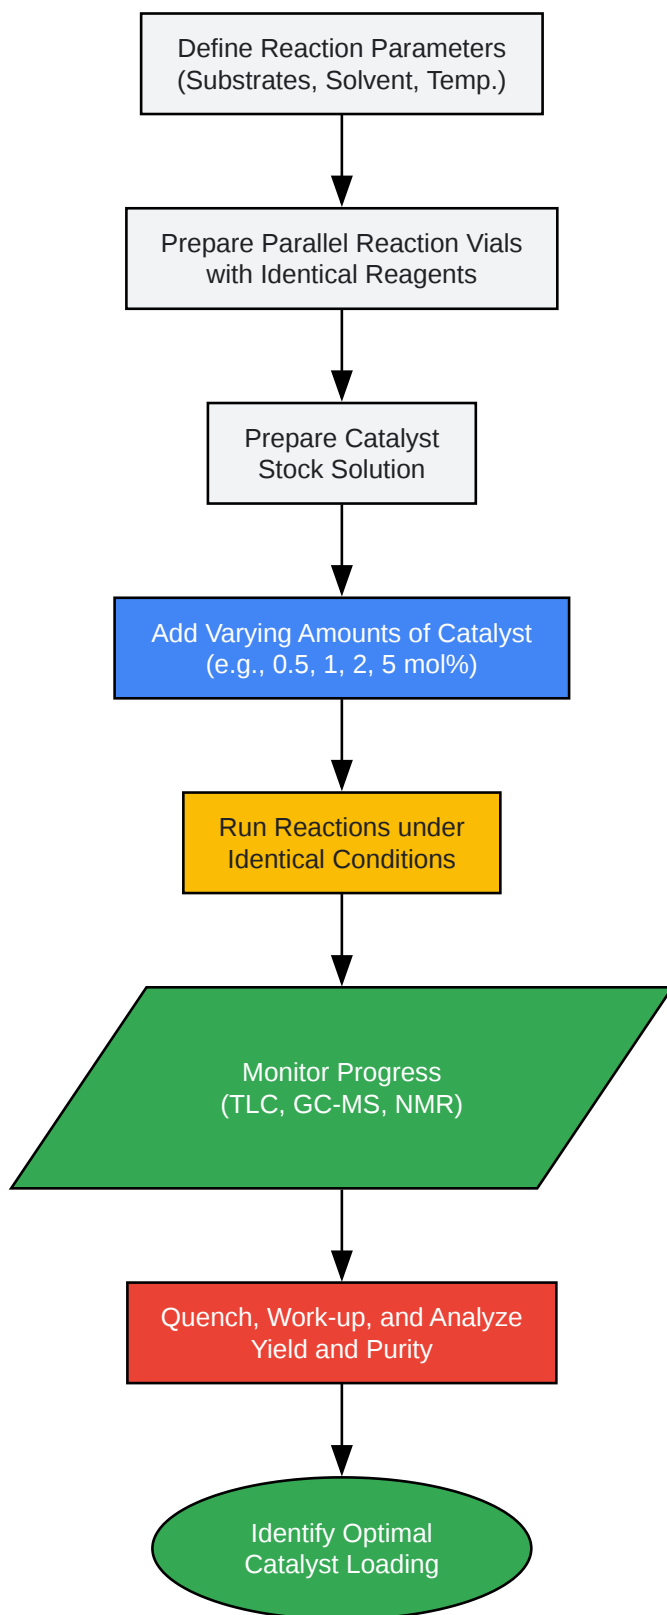 Define Reaction Parameters
(Substrates, Solvent, Temp.)
Prepare Parallel Reaction Vials
with Identical Reagents
Prepare Catalyst
Stock Solution
Add Varying Amounts of Catalyst
(e.g., 0.5, 1, 2, 5 mol%)
Run Reactions under
Identical Conditions
Monitor Progress
(TLC, GC-MS, NMR)
Quench, Work-up, and Analyze
Yield and Purity
Identify Optimal
Catalyst Loading